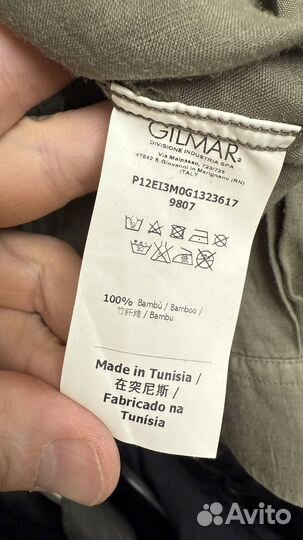 GILMAR
DIVISIONE INDUSTRIA SPA
Via Malpasso, 723/725
47842 S.Giovanni in Marignano (RN)
ITALY
P12EI3M0G1323617
9807
100% Bambù / Bamboo /
竹纤维 / Bambu
Made in Tunisia /
在突尼斯 /
Fabricado na
Tunísia
Avito